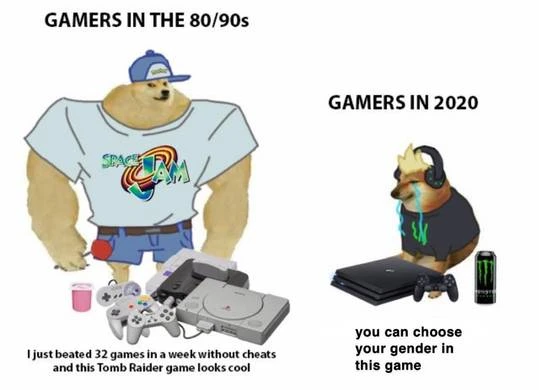 GAMERS IN THE 80/90s
SPACE JAM
I just beated 32 games in a week without cheats
and this Tomb Raider game looks cool
GAMERS IN 2020
you can choose
your gender in
this game